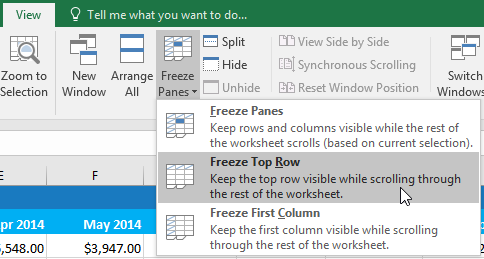 View
Tell me what you want to do...
Zoom to
Selection
New
Window
Arrange
All
Freeze
Panes
Split
Hide
Unhide
View Side by Side
Synchronous Scrolling
Reset Window Position
Switch
Windows
Freeze Panes
Keep rows and columns visible while the rest of
the worksheet scrolls (based on current selection).
Freeze Top Row
Keep the top row visible while scrolling through
the rest of the worksheet.
Freeze First Column
Keep the first column visible while scrolling
through the rest of the worksheet.
E F
pr 2014 May 2014
,548.00 $3,947.00